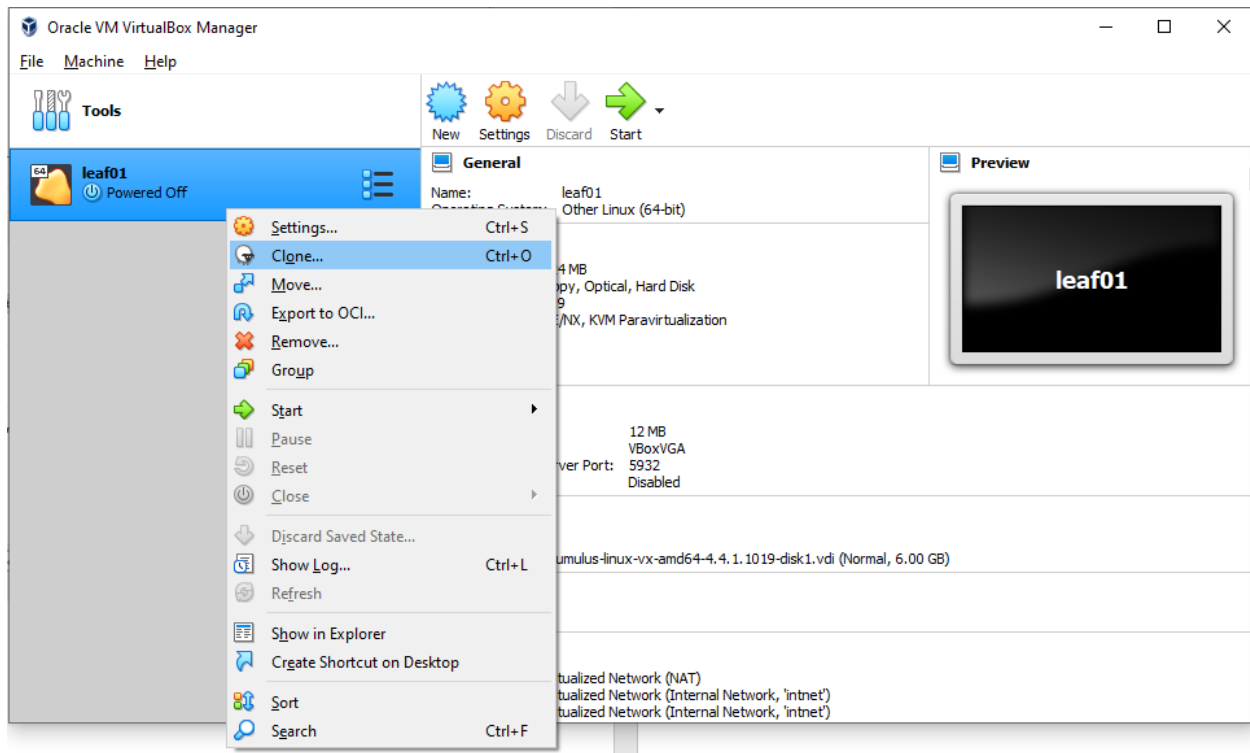 Oracle VM VirtualBox Manager
File Machine Help
Tools
New Settings Discard Start
64
leaf01
Powered Off
General
Name: leaf01
Operating System: Other Linux (64-bit)
4 MB
ppy, Optical, Hard Disk
9
E/NX, KVM Paravirtualization
Preview
leaf01
Settings... Ctrl+S
Clone... Ctrl+O
Move...
Export to OCI...
Remove...
Group
Start
Pause
Reset
Close
Discard Saved State...
Show Log... Ctrl+L
Refresh
Show in Explorer
Create Shortcut on Desktop
Sort
Search Ctrl+F
12 MB
VBoxVGA
ver Port: 5932
Disabled
umulus-linux-vx-amd64-4.4.1.1019-disk1.vdi (Normal, 6.00 GB)
tualized Network (NAT)
tualized Network (Internal Network, 'intnet')
tualized Network (Internal Network, 'intnet')